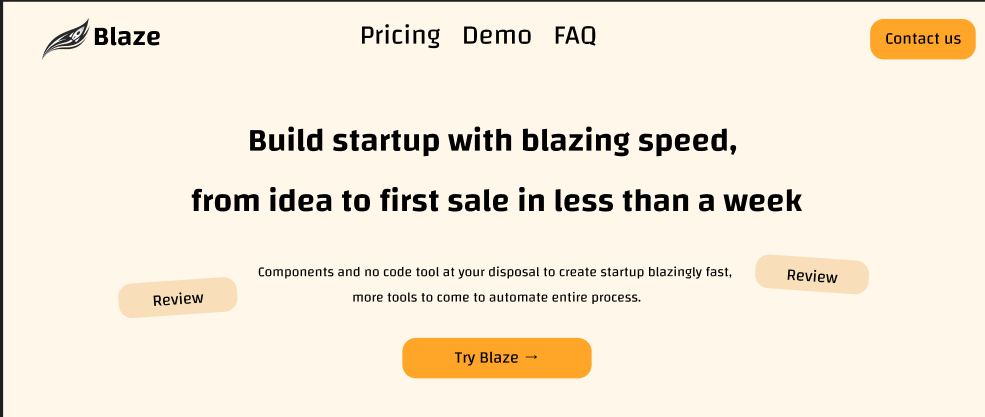 Blaze
Pricing Demo FAQ
Contact us
Build startup with blazing speed,
from idea to first sale in less than a week
Components and no code tool at your disposal to create startup blazingly fast,
more tools to come to automate entire process.
Review
Review
Try Blaze →